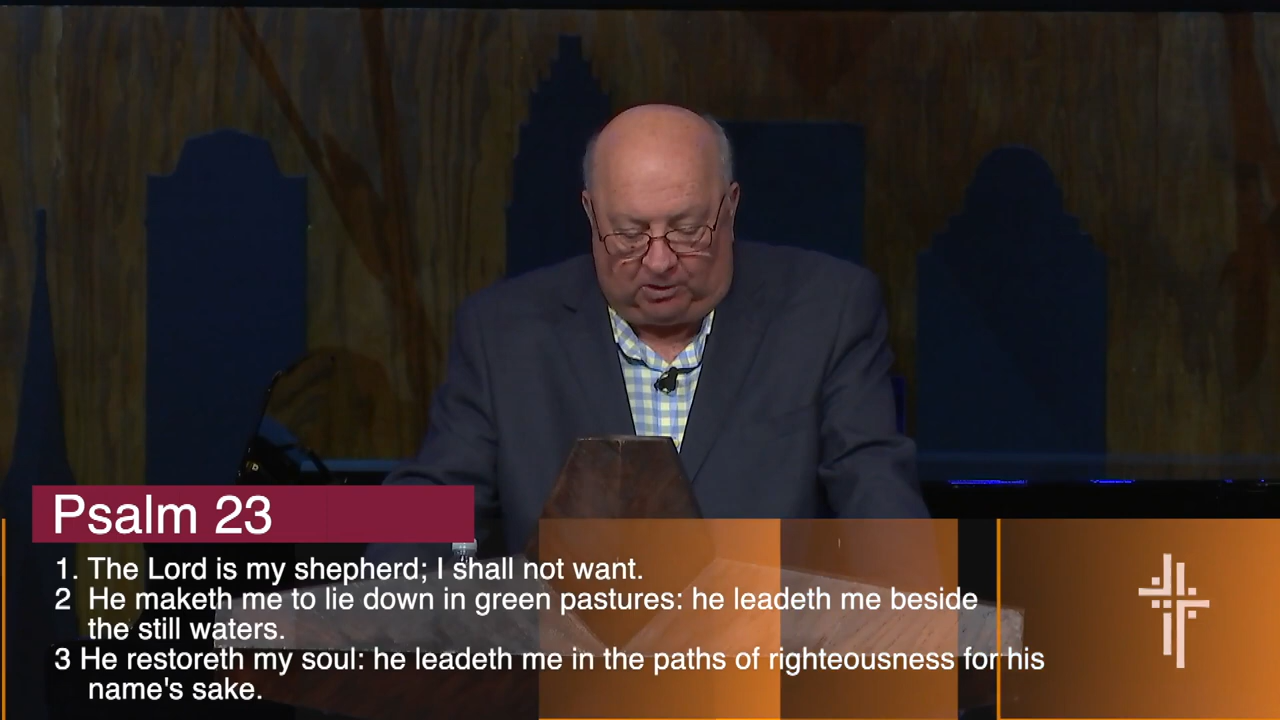 Psalm 23
1. The Lord is my shepherd; I shall not want.
2 He maketh me to lie down in green pastures: he leadeth me beside
the still waters.
3 He restoreth my soul: he leadeth me in the paths of righteousness for his
name's sake.